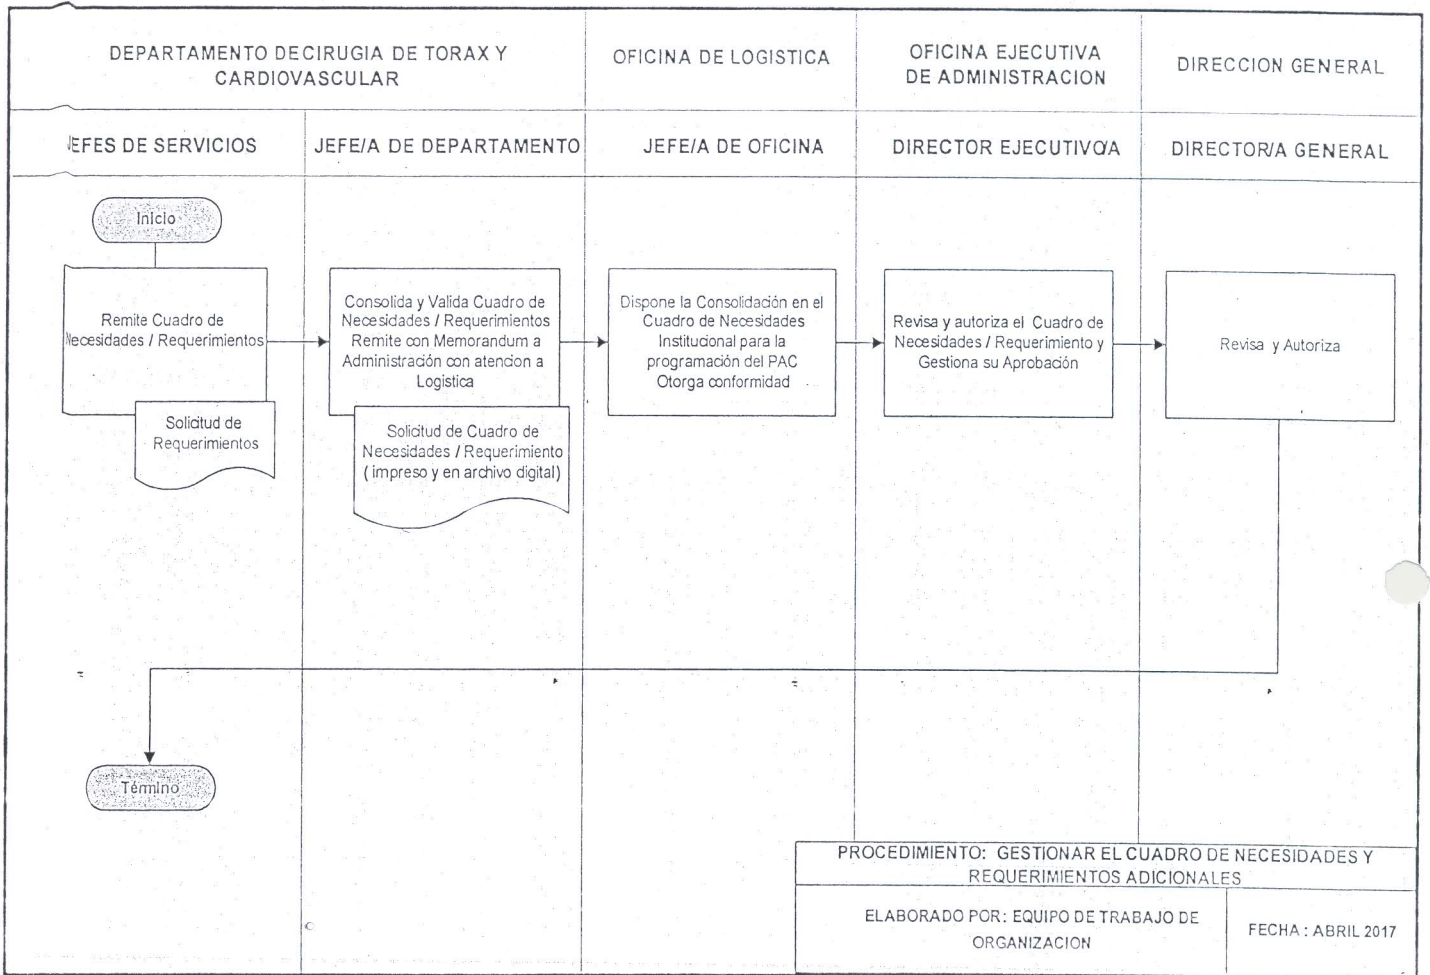 DEPARTAMENTO DECIRUGIA DE TORAX Y
CARDIOVASCULAR
OFICINA DE LOGISTICA
OFICINA EJECUTIVA
DE ADMINISTRACION
DIRECCION GENERAL
JEFES DE SERVICIOS
JEFE/A DE DEPARTAMENTO
JEFE/A DE OFICINA
DIRECTOR EJECUTIVO/A
DIRECTOR/A GENERAL
Inicio
Remite Cuadro de
Necesidades / Requerimientos
Solicitud de
Requerimientos
Consolida y Valida Cuadro de
Necesidades / Requerimientos
Remite con Memorandum a
Administración con atencion a
Logistica
Solicitud de Cuadro de
Necesidades / Requerimiento
( impreso y en archivo digital)
Dispone la Consolidación en el
Cuadro de Necesidades
Institucional para la
programación del PAC
Otorga conformidad
Revisa y autoriza el Cuadro de
Necesidades / Requerimiento y
Gestiona su Aprobación
Revisa y Autoriza
Término
PROCEDIMIENTO: GESTIONAR EL CUADRO DE NECESIDADES Y
REQUERIMIENTOS ADICIONALES
ELABORADO POR: EQUIPO DE TRABAJO DE
ORGANIZACION
FECHA : ABRIL 2017